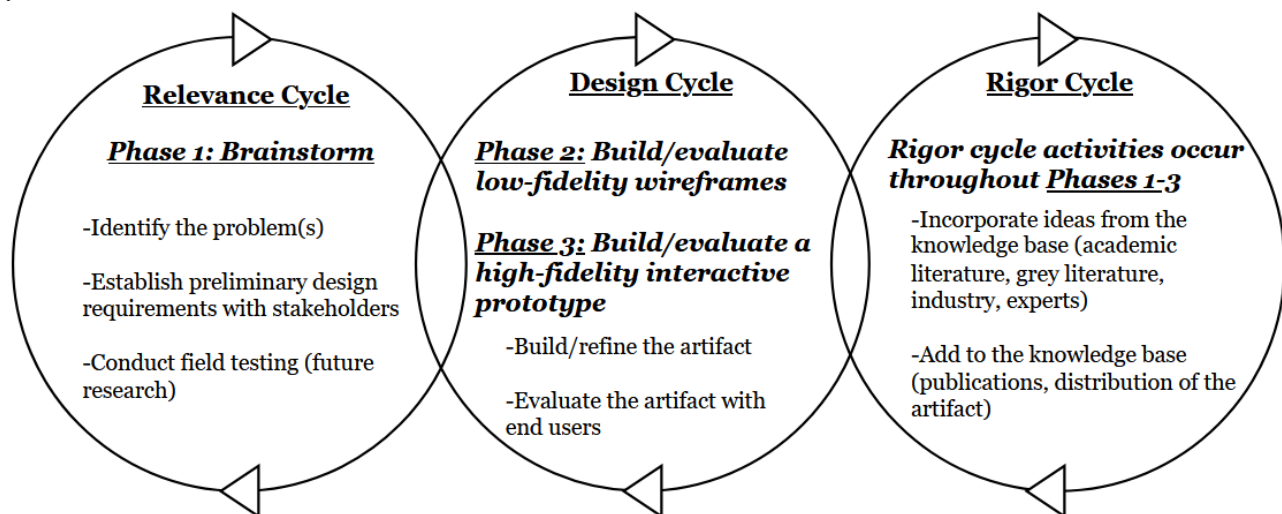 Relevance Cycle
Phase 1: Brainstorm
-Identify the problem(s)
-Establish preliminary design
requirements with stakeholders
-Conduct field testing (future
research)
Design Cycle
Phase 2: Build/evaluate
low-fidelity wireframes
Phase 3: Build/evaluate a
high-fidelity interactive
prototype
-Build/refine the artifact
-Evaluate the artifact with
end users
Rigor Cycle
Rigor cycle activities occur
throughout Phases 1-3
-Incorporate ideas from the
knowledge base (academic
literature, grey literature,
industry, experts)
-Add to the knowledge base
(publications, distribution of the
artifact)